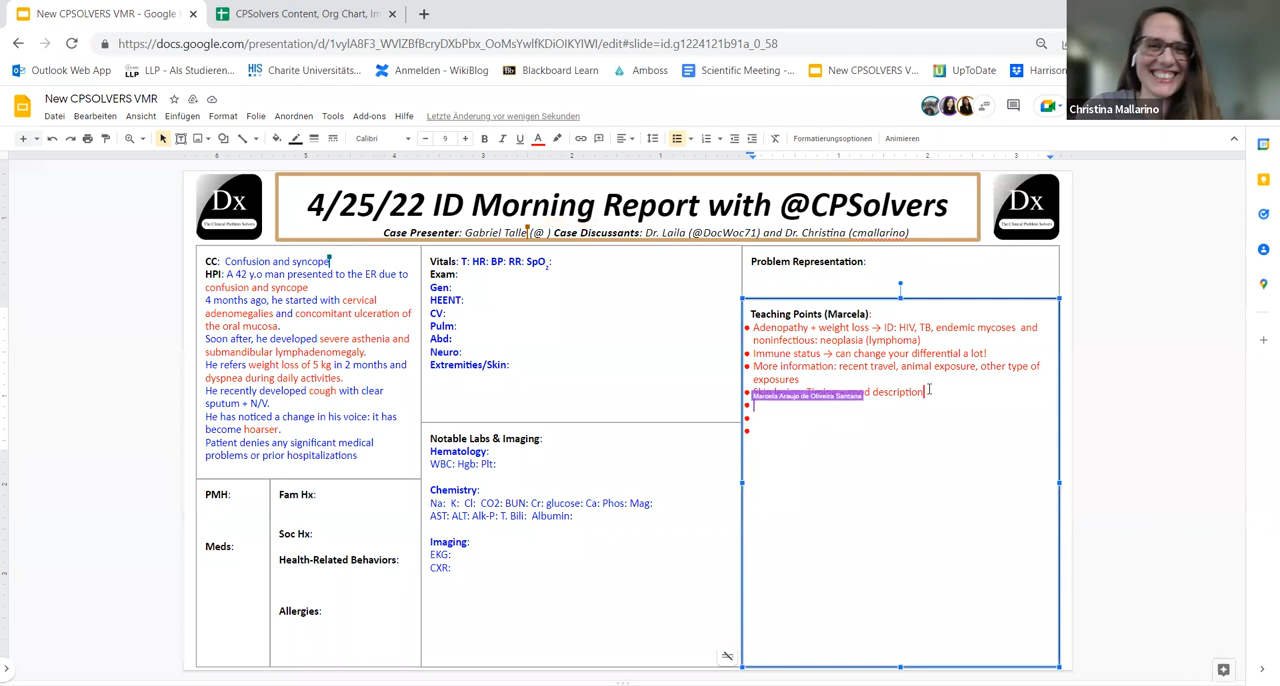 New CPSOLVERS VMR - Google
CPSolvers Content, Org Chart, Im
https://docs.google.com/presentation/d/1vylA8F3_WVlZBfBcryDXbPbx_OoMsYwlfKDiOIKYIWI/edit#slide=id.g1224121b91a_0_58
Outlook Web App
LLP - Als Studieren...
HIS Charite Universitäts...
Anmelden - WikiBlog
Bb Blackboard Learn
Amboss
Scientific Meeting -...
New CPSOLVERS V...
UpToDate
Harrison
Christina Mallarino
New CPSOLVERS VMR
Datei Bearbeiten Ansicht Einfügen Format Folie Anordnen Tools Add-ons Hilfe Letzte Änderung vor wenigen Sekunden
Calibri 9 Formatierungsoptionen Animieren
Dx
The Clinical Problem Solvers
4/25/22 ID Morning Report with @CPSolvers
Case Presenter: Gabriel Talle (@ ) Case Discussants: Dr. Laila (@DocWoc71) and Dr. Christina (cmallarino)
Dx
The Clinical Problem Solvers
CC: Confusion and syncope
HPI: A 42 y.o man presented to the ER due to
confusion and syncope
4 months ago, he started with cervical
adenomegalies and concomitant ulceration of
the oral mucosa.
Soon after, he developed severe asthenia and
submandibular lymphadenomegaly.
He refers weight loss of 5 kg in 2 months and
dyspnea during daily activities.
He recently developed cough with clear
sputum + N/V.
He has noticed a change in his voice: it has
become hoarser.
Patient denies any significant medical
problems or prior hospitalizations
PMH:
Meds:
Fam Hx:
Soc Hx:
Health-Related Behaviors:
Allergies:
Vitals: T: HR: BP: RR: SpO2:
Exam:
Gen:
HEENT:
CV:
Pulm:
Abd:
Neuro:
Extremities/Skin:
Notable Labs & Imaging:
Hematology:
WBC: Hgb: Plt:
Chemistry:
Na: K: Cl: CO2: BUN: Cr: glucose: Ca: Phos: Mag:
AST: ALT: Alk-P: T. Bili: Albumin:
Imaging:
EKG:
CXR:
Problem Representation:
Teaching Points (Marcela):
Adenopathy + weight loss → ID: HIV, TB, endemic mycoses and
noninfectious: neoplasia (lymphoma)
Immune status → can change your differential a lot!
More information: recent travel, animal exposure, other type of
exposures
description
Marcela Araujo de Oliveira Santana